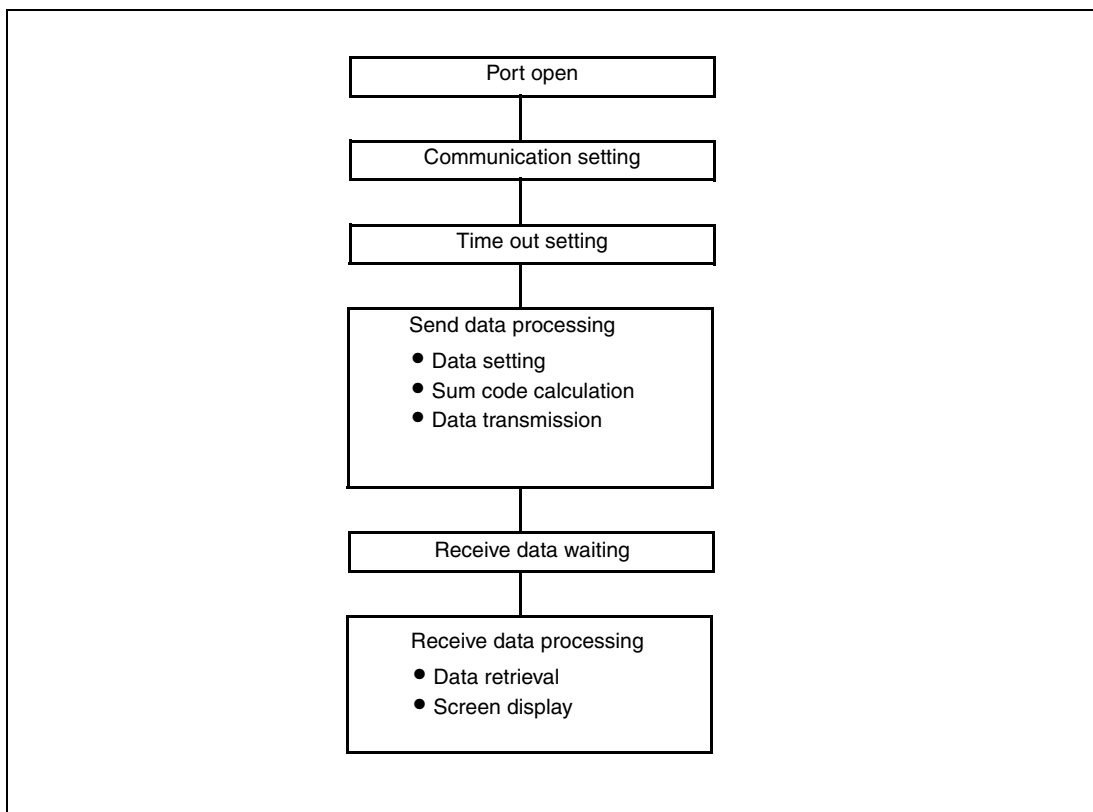 Port open
Communication setting
Time out setting
Send data processing
● Data setting
● Sum code calculation
● Data transmission
Receive data waiting
Receive data processing
● Data retrieval
● Screen display